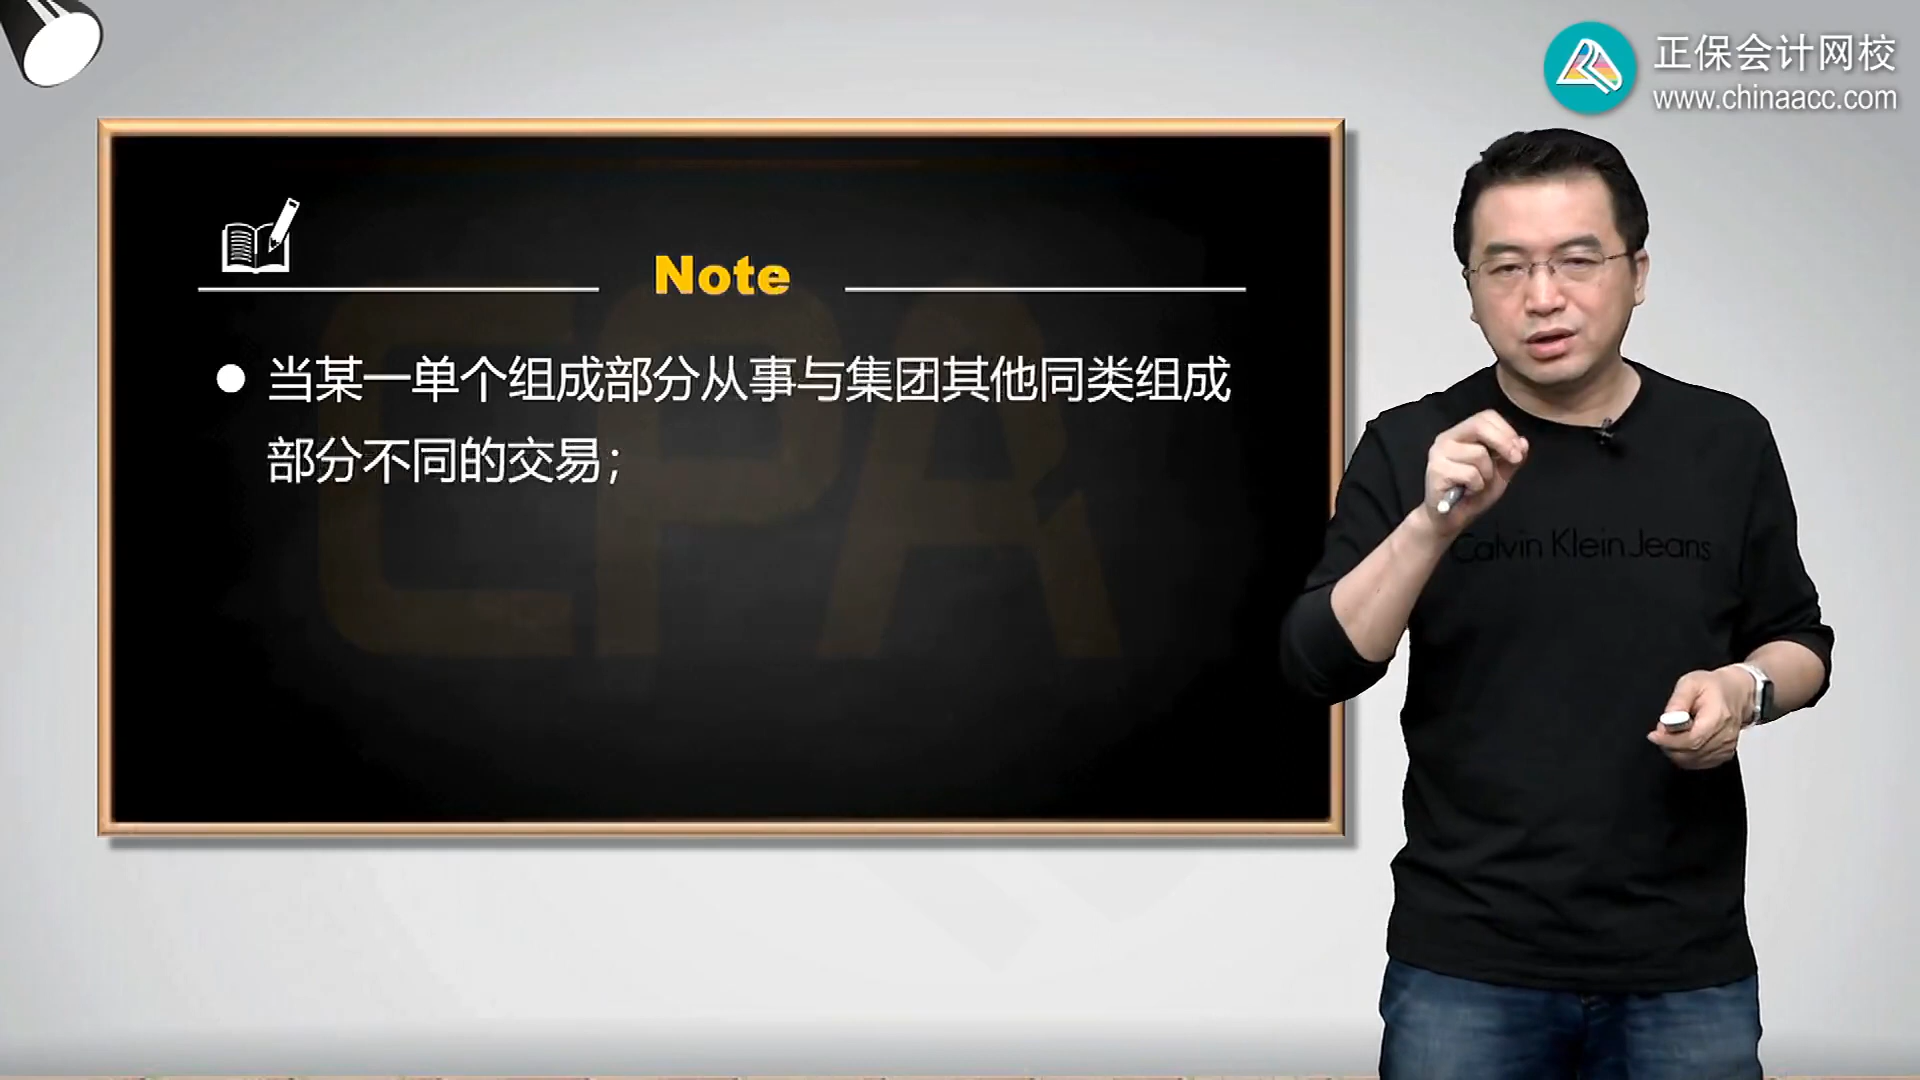 正保会计网校
www.chinaacc.com
Note
当某一单个组成部分从事与集团其他同类组成
部分不同的交易；
CPA
Calvin Klein Jeans